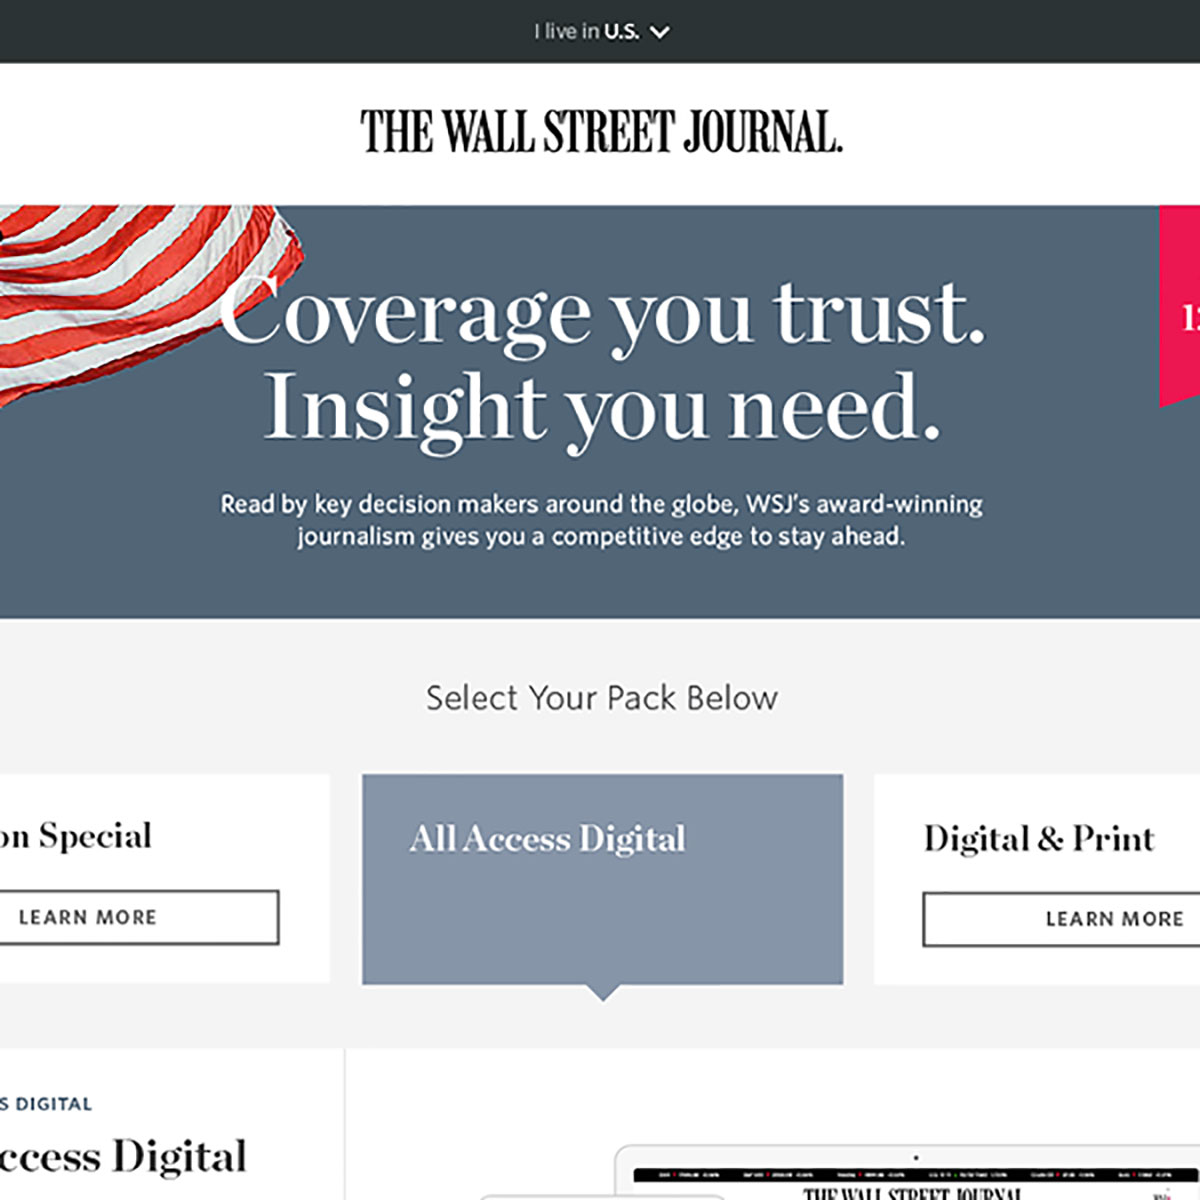 I live in U.S.
THE WALL STREET JOURNAL.
Coverage you trust.
Insight you need.
Read by key decision makers around the globe, WSJ's award-winning
journalism gives you a competitive edge to stay ahead.
Select Your Pack Below
on Special
LEARN MORE
All Access Digital
Digital & Print
LEARN MORE
S DIGITAL
ccess Digital
THE WALL STREET JOURNAL